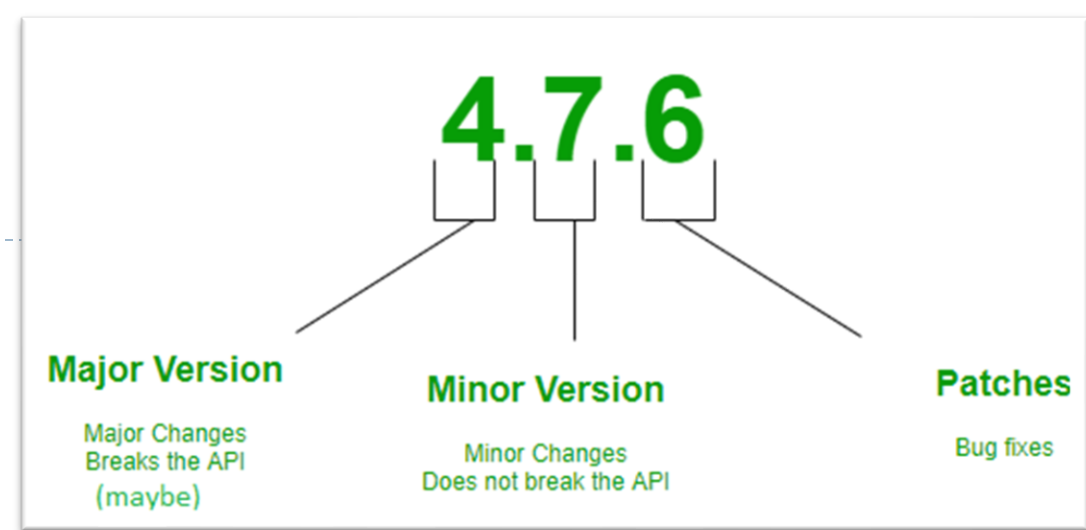 4.7.6
Major Version
Major Changes
Breaks the API
(maybe)
Minor Version
Minor Changes
Does not break the API
Patches
Bug fixes